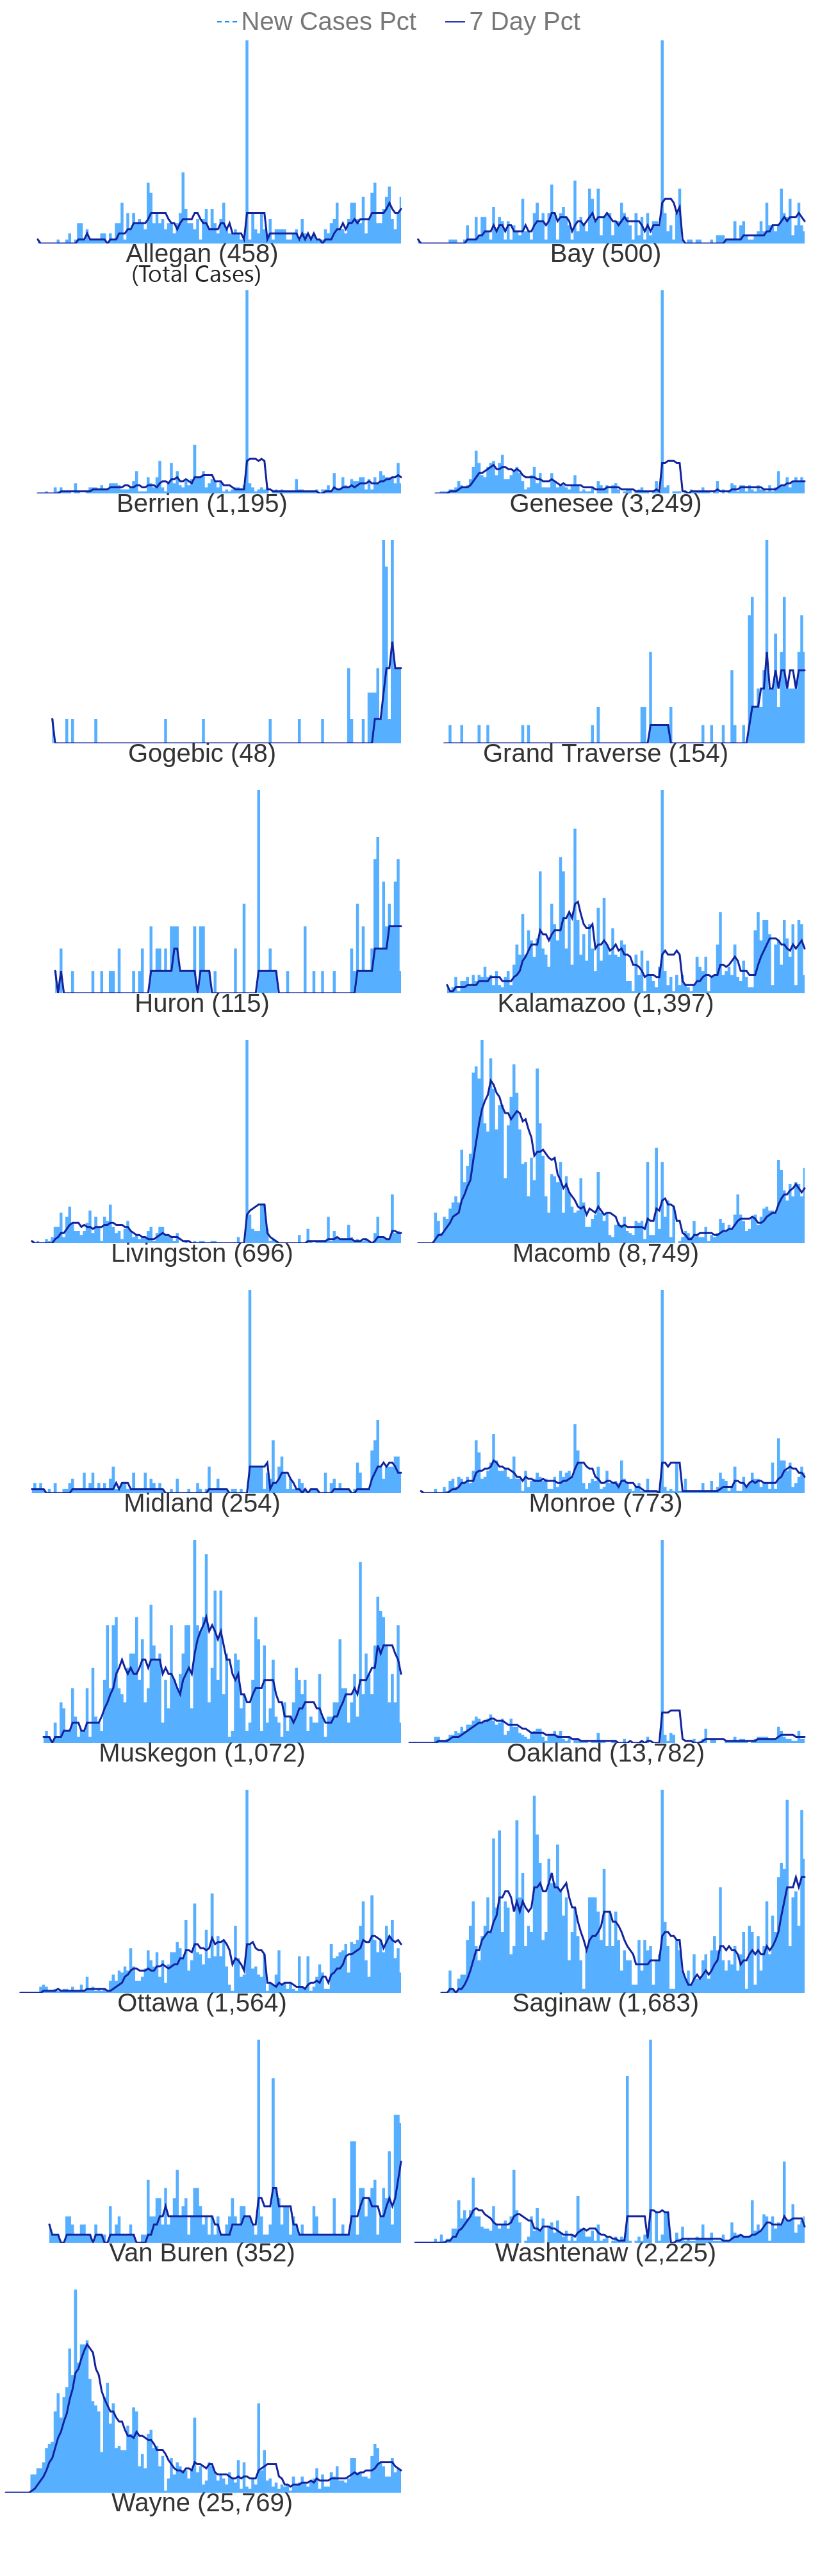 New Cases Pct 7 Day Pct
Allegan (458) Bay (500)
(Total Cases)
Berrien (1,195) Genesee (3,249)
Gogebic (48) Grand Traverse (154)
Huron (115) Kalamazoo (1,397)
Livingston (696) Macomb (8,749)
Midland (254) Monroe (773)
Muskegon (1,072) Oakland (13,782)
Ottawa (1,564) Saginaw (1,683)
Van Buren (352) Washtenaw (2,225)
Wayne (25,769)